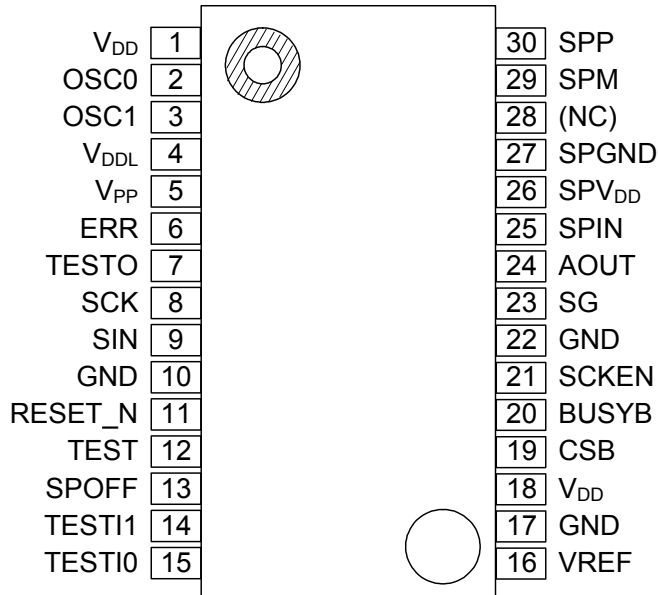 VDD 1 30 SPP
OSC0 2 29 SPM
OSC1 3 28 (NC)
VDDL 4 27 SPGND
VPP 5 26 SPVDD
ERR 6 25 SPIN
TESTO 7 24 AOUT
SCK 8 23 SG
SIN 9 22 GND
GND 10 21 SCKEN
RESET_N 11 20 BUSYB
TEST 12 19 CSB
SPOFF 13 18 VDD
TESTI1 14 17 GND
TESTI0 15 16 VREF